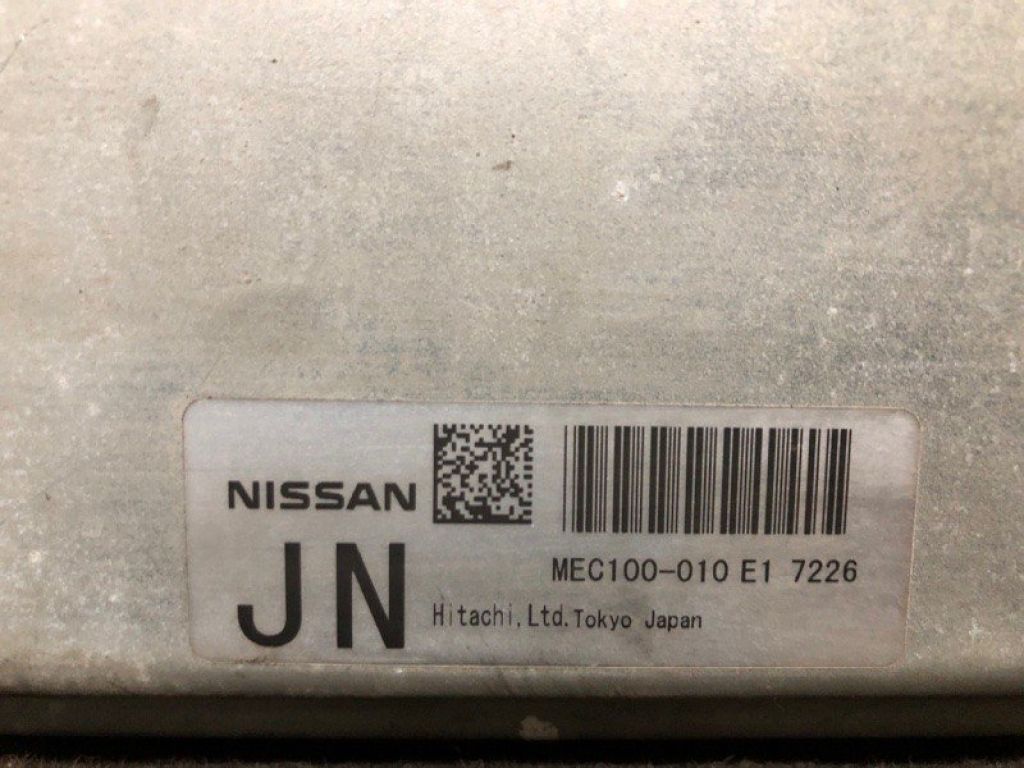 NISSAN
JN
MEC100-010 E1 7226
Hitachi,Ltd.Tokyo Japan